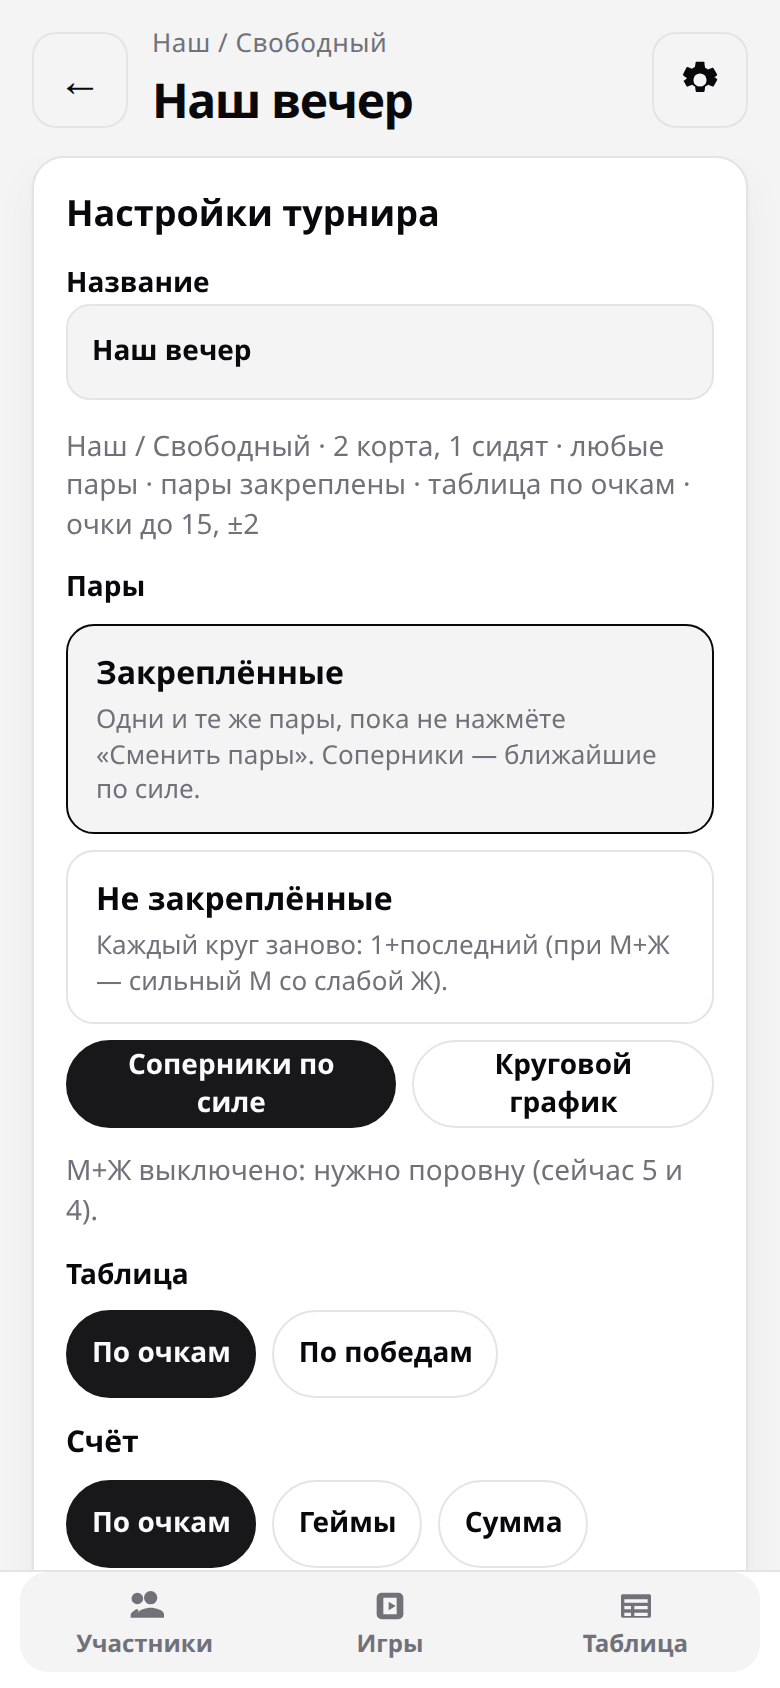 ←
Наш / Свободный
Наш вечер
Настройки турнира
Название
Наш вечер
Наш / Свободный · 2 корта, 1 сидят · любые
пары · пары закреплены · таблица по очкам ·
очки до 15, ±2
Пары
Закреплённые
Одни и те же пары, пока не нажмёте
«Сменить пары». Соперники — ближайшие
по силе.
Не закреплённые
Каждый круг заново: 1+последний (при М+Ж
— сильный М со слабой Ж).
Соперники по
силе
Круговой
график
М+Ж выключено: нужно поровну (сейчас 5 и
4).
Таблица
По очкам
По победам
Счёт
По очкам
Геймы
Сумма
Участники
Игры
Таблица